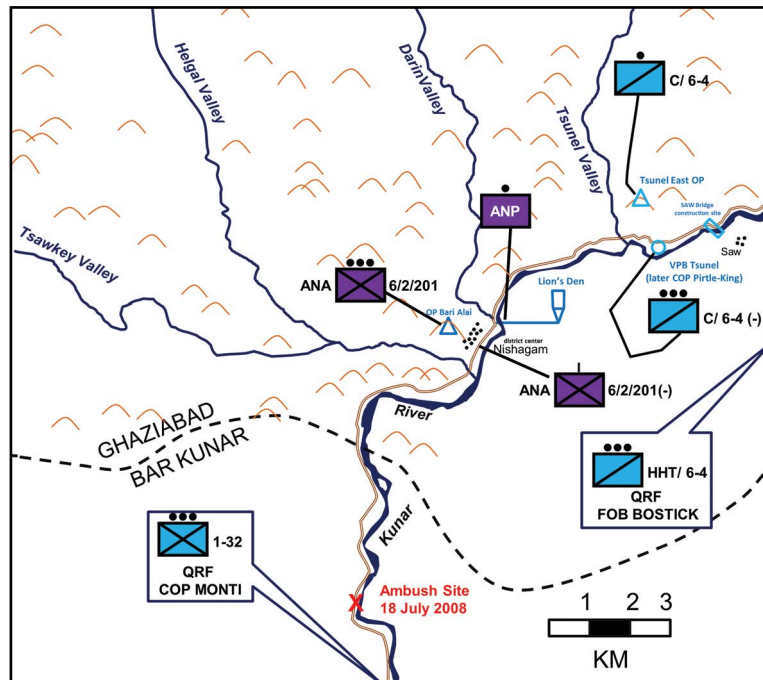 Helgal Valley
DarinValley
Tsunel Valley
Tsawkey Valley
C/ 6-4
Tsunel East OP
SAW Bridge
construction site
Saw
VPB Tsunel
(later COP Pirtle-King)
C/ 6-4 (-)
ANP
Lion's Den
ANA
6/2/201
OP Bari Alai
district center
Nishagam
ANA
6/2/201(-)
River
Kunar
GHAZIABAD
BAR KUNAR
HHT/ 6-4
QRF
FOB BOSTICK
1-32
QRF
COP MONTI
X
Ambush Site
18 July 2008
1 2 3
KM